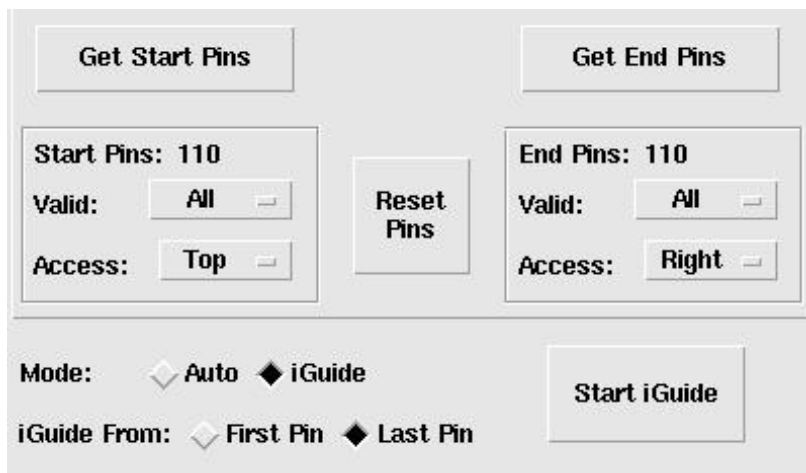 Get Start Pins
Get End Pins
Start Pins: 110
Valid: All
Access: Top
Reset
Pins
End Pins: 110
Valid: All
Access: Right
Mode: Auto iGuide
iGuide From: First Pin Last Pin
Start iGuide